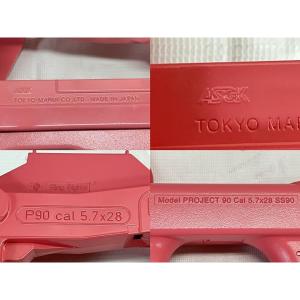 ASGK
TOKYO MARUI CO.,LTD. MADE IN JAPAN
ASGK
TOKYO MAR
P90 cal 5.7x28
Model PROJECT 90 Cal 5.7x28 SS90